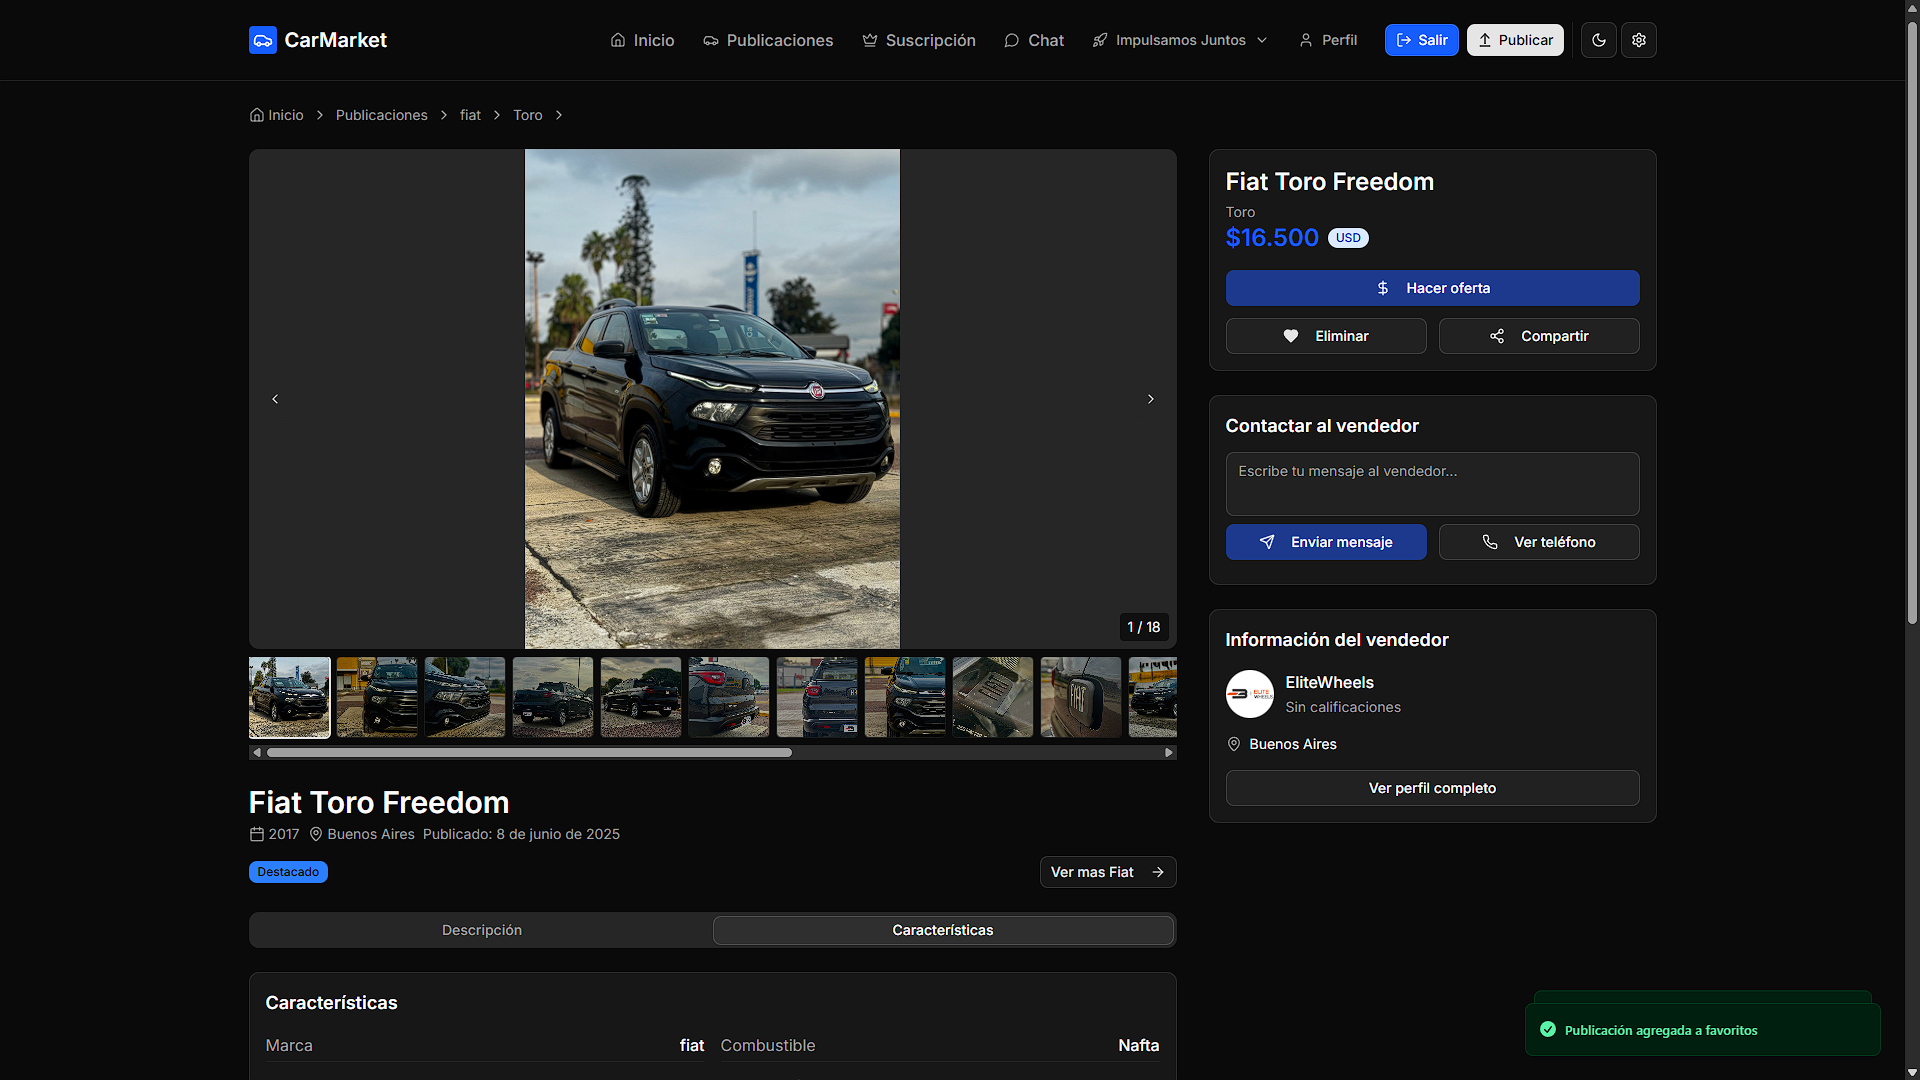 CarMarket
Inicio
Publicaciones
Suscripción
Chat
Impulsamos Juntos
Perfil
Salir
Publicar
Inicio
Publicaciones
fiat
Toro
1 / 18
Fiat Toro Freedom
2017 Buenos Aires Publicado: 8 de junio de 2025
Destacado
Ver mas Fiat
Descripción
Características
Características
Marca fiat
Combustible Nafta
Fiat Toro Freedom
Toro
$16.500 USD
$ Hacer oferta
Eliminar
Compartir
Contactar al vendedor
Escribe tu mensaje al vendedor...
Enviar mensaje
Ver teléfono
Información del vendedor
ELITE
WHEELS
EliteWheels
Sin calificaciones
Buenos Aires
Ver perfil completo
Publicación agregada a favoritos